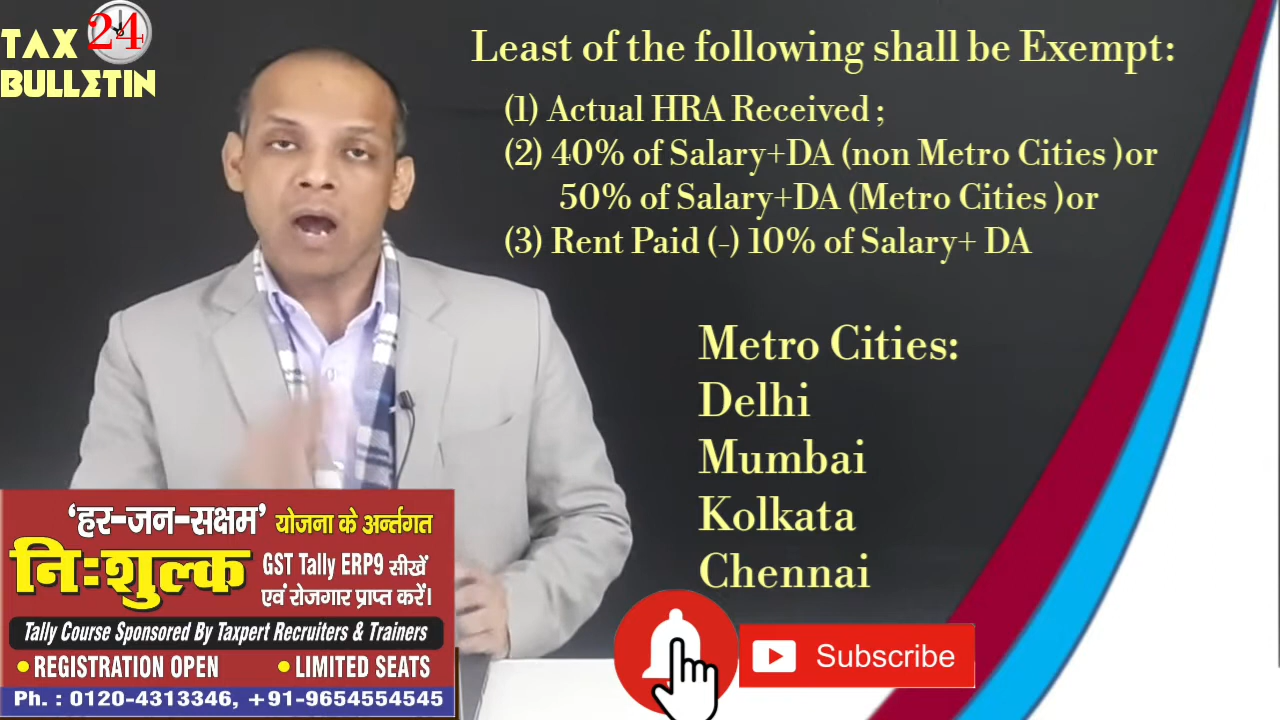 TAX 24
BULLETIN
Least of the following shall be Exempt:
(1) Actual HRA Received ;
(2) 40% of Salary+DA (non Metro Cities )or
50% of Salary+DA (Metro Cities )or
(3) Rent Paid (-) 10% of Salary+ DA
Metro Cities:
Delhi
Mumbai
Kolkata
Chennai
‘हर-जन-सक्षम’ योजना के अर्न्तगत
निःशुल्क GST Tally ERP9 सीखें
एवं रोजगार प्राप्त करें।
Tally Course Sponsored By Taxpert Recruiters & Trainers
• REGISTRATION OPEN • LIMITED SEATS
Ph. : 0120-4313346, +91-9654554545
Subscribe